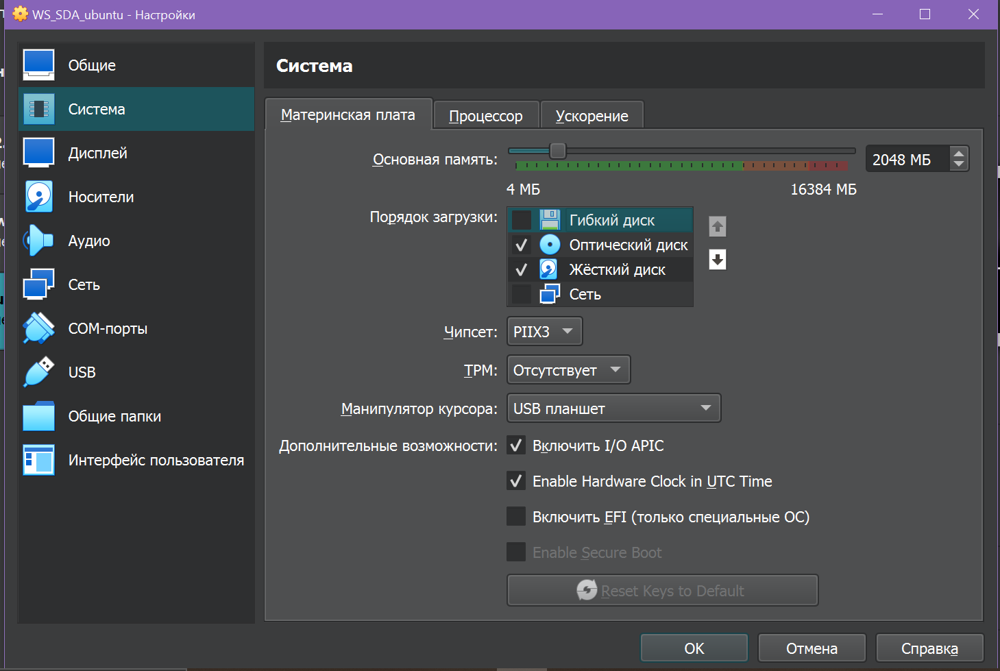 WS_SDA_ubuntu - Настройки
Общие
Система
Дисплей
Носители
Аудио
Сеть
COM-порты
USB
Общие папки
Интерфейс пользователя
Система
Материнская плата
Процессор
Ускорение
Основная память:
2048 МБ
4 МБ
16384 МБ
Порядок загрузки:
Гибкий диск
Оптический диск
Жёсткий диск
Сеть
Чипсет:
PIIX3
TPM:
Отсутствует
Манипулятор курсора:
USB планшет
Дополнительные возможности:
Включить I/O APIC
Enable Hardware Clock in UTC Time
Включить EFI (только специальные ОС)
Enable Secure Boot
Reset Keys to Default
OK
Отмена
Справка